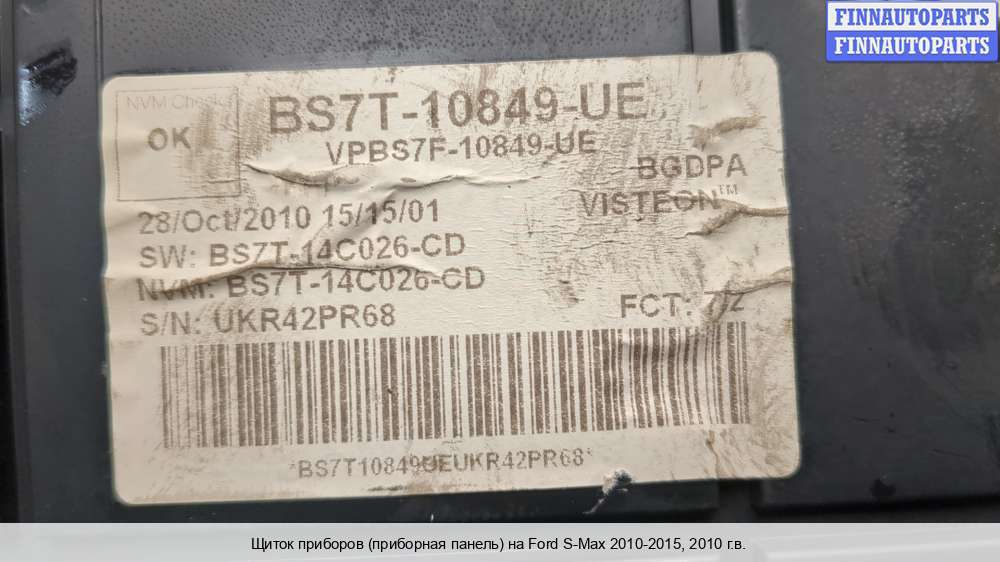 FINNAUTOPARTS
FINNAUTOPARTS
NVM Check
OK
BS7T-10849-UE
VPBS7F-10849-UE
BGDPA
VISTEON™
28/Oct/2010 15/15/01
SW: BS7T-14C026-CD
NVM: BS7T-14C026-CD
S/N: UKR42PR68
FCT: 7/2
*BS7T10849UEUKR42PR68*
Щиток приборов (приборная панель) на Ford S-Max 2010-2015, 2010 г.в.